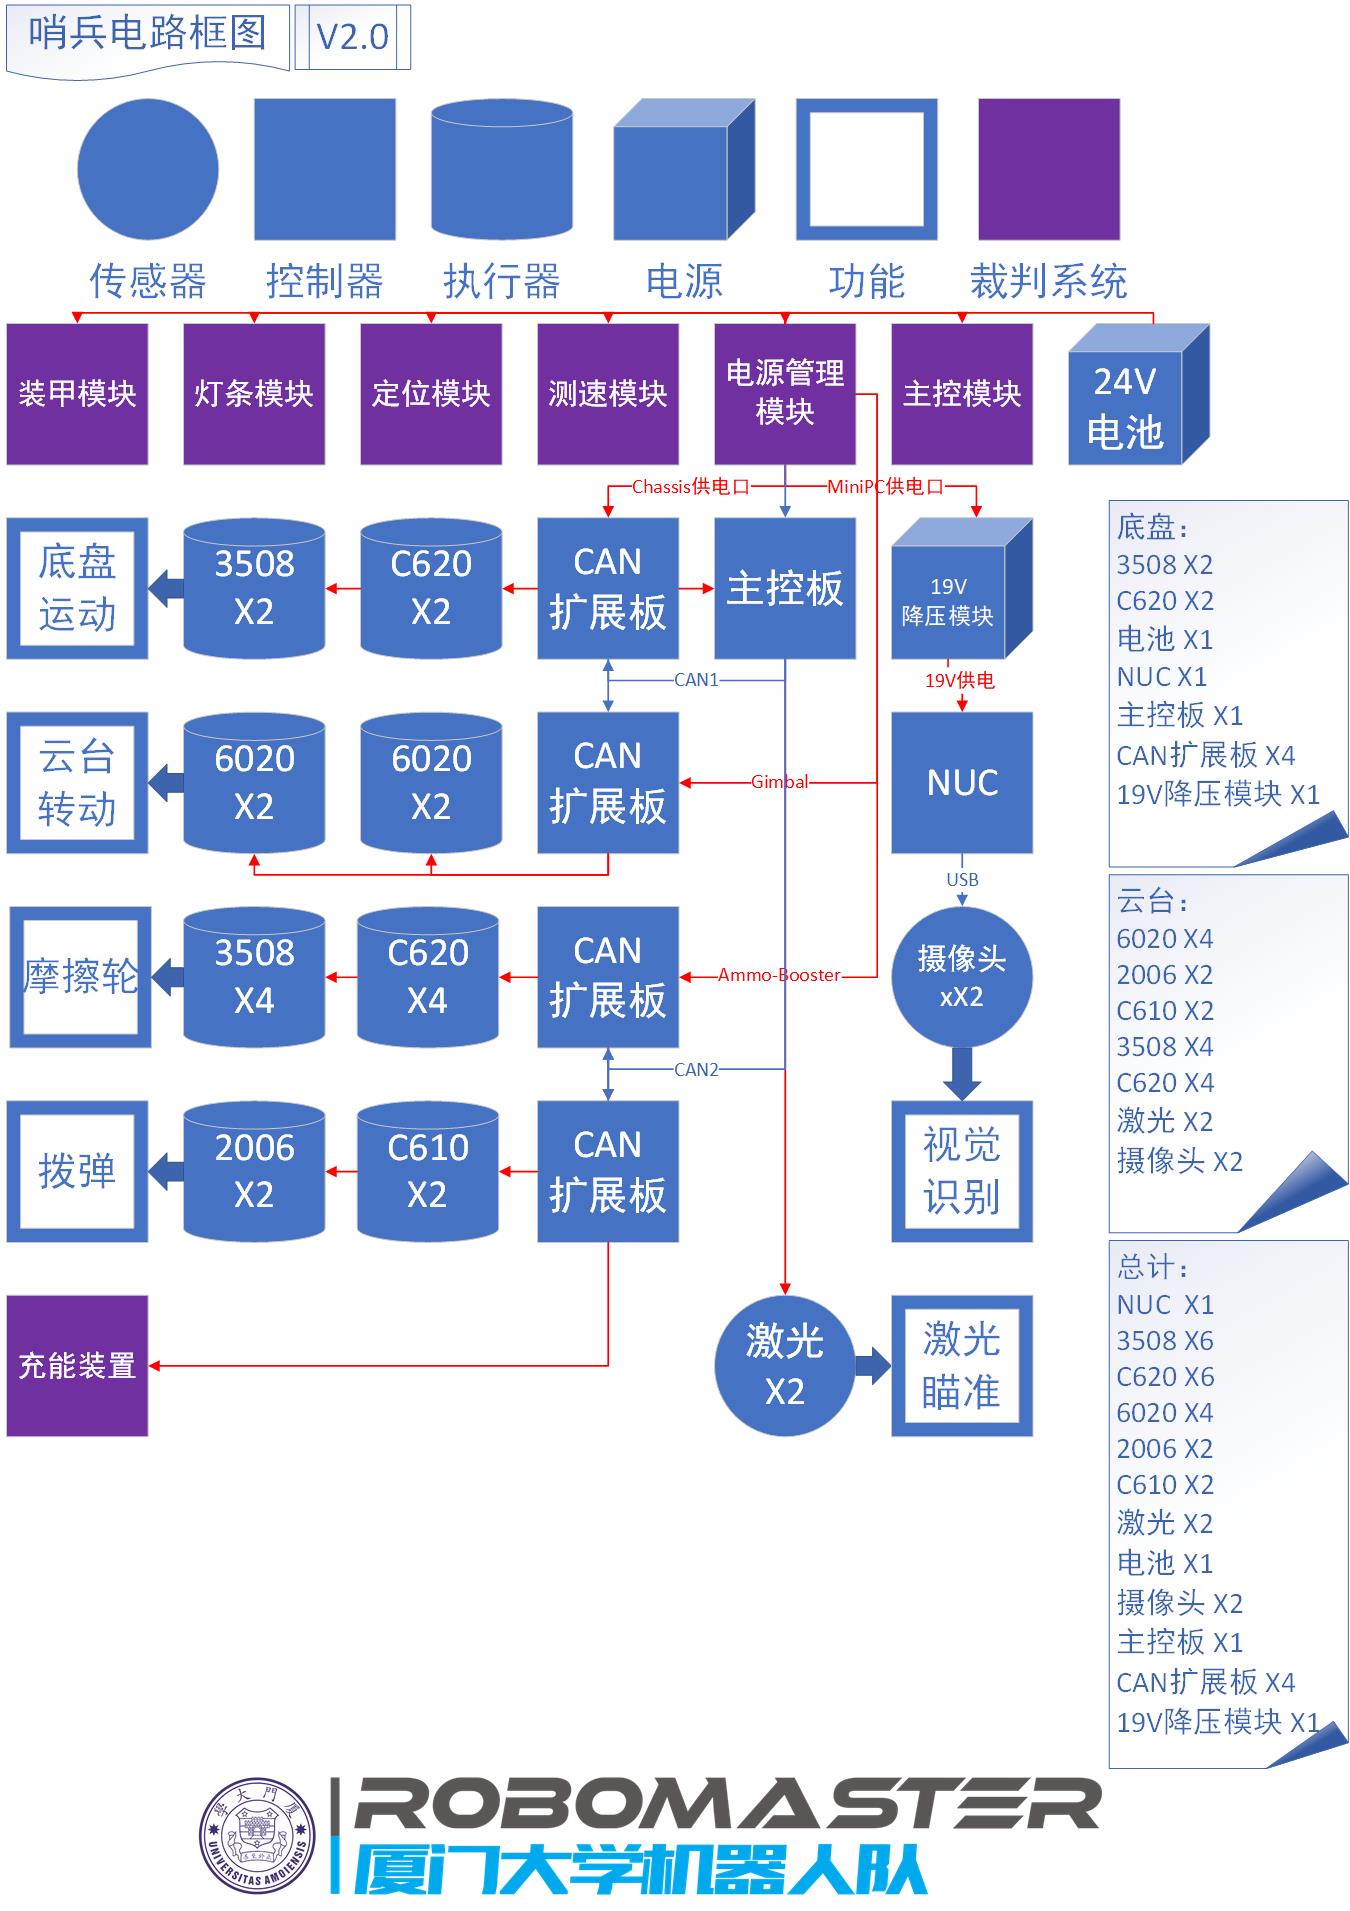 哨兵电路框图
V2.0
传感器
控制器
执行器
电源
功能
裁判系统
装甲模块
灯条模块
定位模块
测速模块
电源管理
模块
主控模块
24V
电池
Chassis供电口
MiniPC供电口
底盘
运动
3508
X2
C620
X2
CAN
扩展板
主控板
19V
降压模块
CAN1
19V供电
云台
转动
6020
X2
6020
X2
CAN
扩展板
Gimbal
NUC
USB
摩擦轮
3508
X4
C620
X4
CAN
扩展板
Ammo-Booster
摄像头
xX2
CAN2
拨弹
2006
X2
C610
X2
CAN
扩展板
视觉
识别
充能装置
激光
X2
激光
瞄准
底盘：
3508 X2
C620 X2
电池 X1
NUC X1
主控板 X1
CAN扩展板 X4
19V降压模块 X1
云台：
6020 X4
2006 X2
C610 X2
3508 X4
C620 X4
激光 X2
摄像头 X2
总计：
NUC  X1
3508 X6
C620 X6
6020 X4
2006 X2
C610 X2
激光 X2
电池 X1
摄像头 X2
主控板 X1
CAN扩展板 X4
19V降压模块 X1
學大門廈
UNIVERSITAS AMOIENSIS
ROBOMASTER
厦门大学机器人队